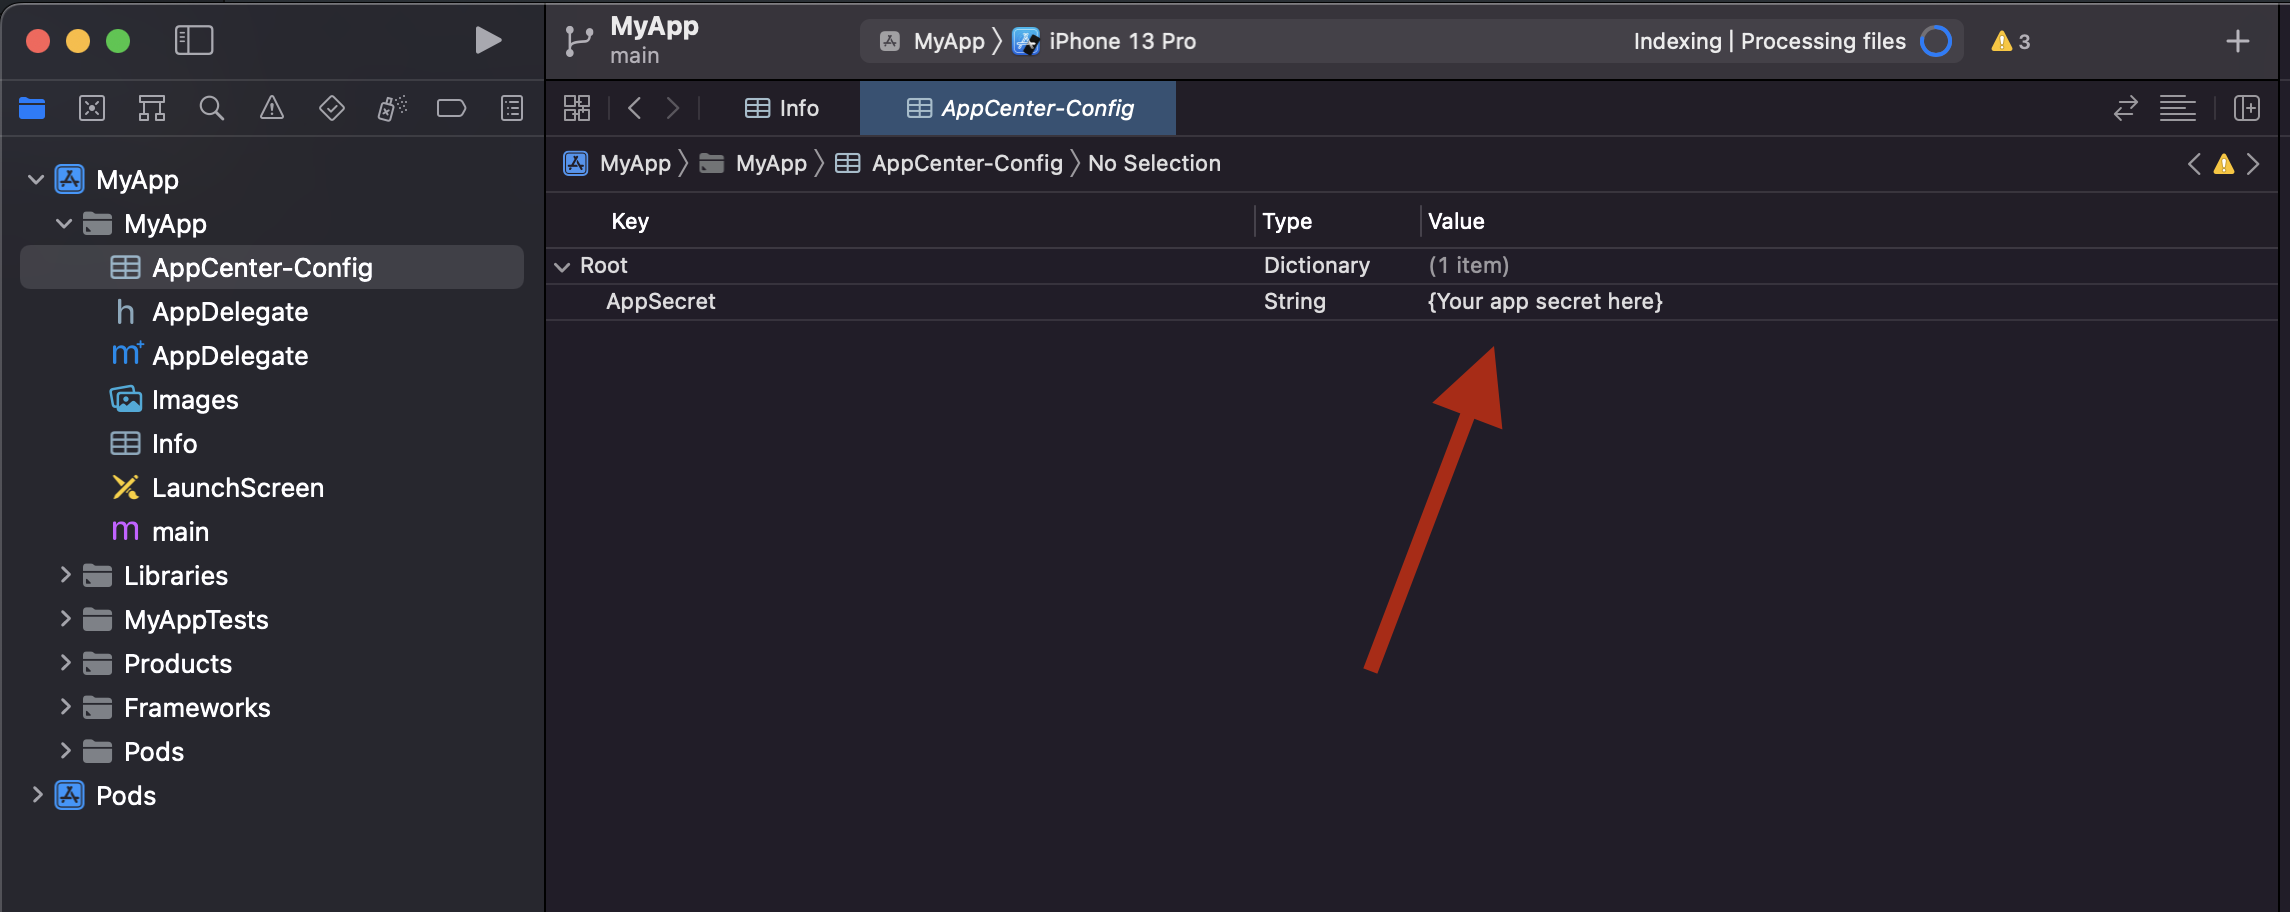 MyApp
main
MyApp iPhone 13 Pro
Indexing | Processing files
3
Info
AppCenter-Config
MyApp MyApp AppCenter-Config No Selection
MyApp
MyApp
AppCenter-Config
h AppDelegate
m+ AppDelegate
Images
Info
LaunchScreen
m main
Libraries
MyAppTests
Products
Frameworks
Pods
Pods
Key Type Value
Root Dictionary (1 item)
AppSecret String {Your app secret here}